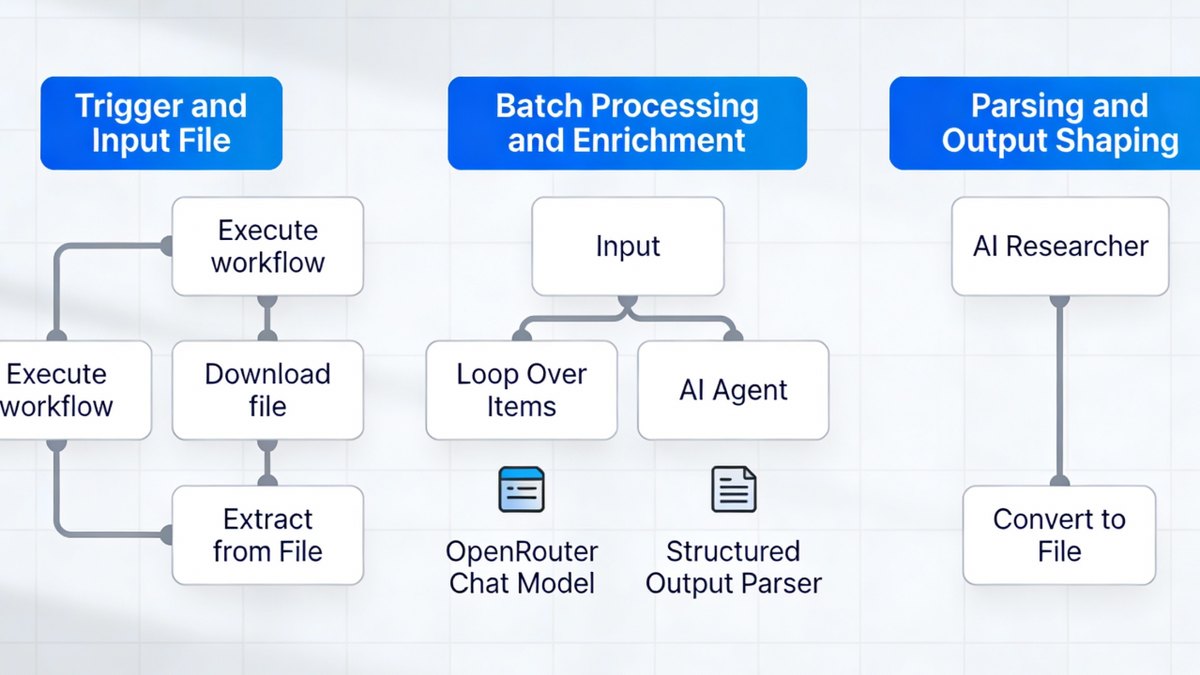 Trigger and
Input File
Execute
workflow
Execute
workflow
Download
file
Extract
from File
Batch Processing
and Enrichment
Input
Loop Over
Items
AI Agent
OpenRouter
Chat Model
Structured
Output Parser
Parsing and
Output Shaping
AI Researcher
Convert to
File